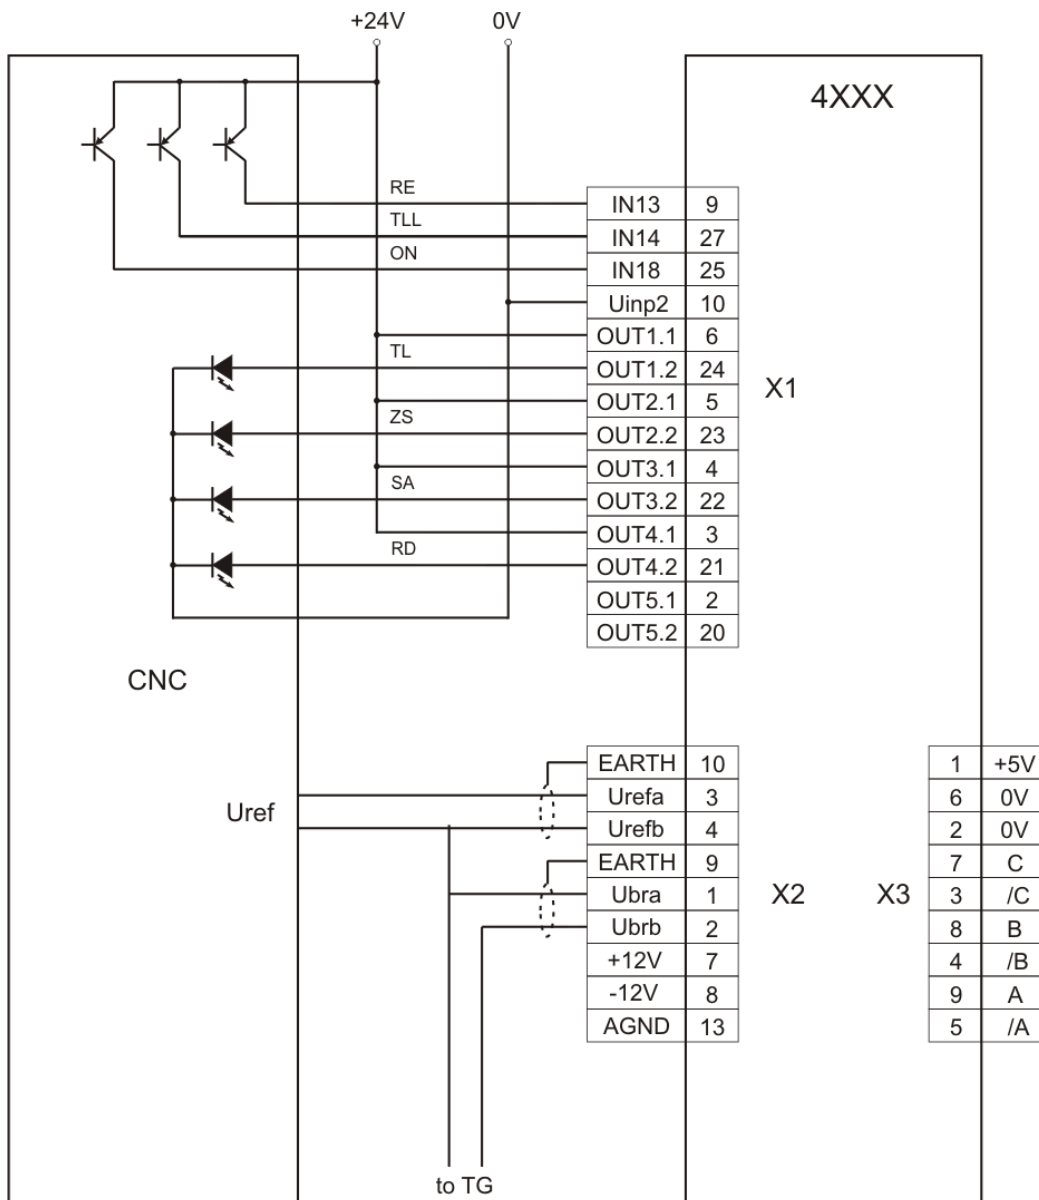 +24V 0V
4XXX
RE IN13 9
TLL IN14 27
ON IN18 25
Uinp2 10
OUT1.1 6
TL OUT1.2 24
X1
OUT2.1 5
ZS OUT2.2 23
OUT3.1 4
SA OUT3.2 22
OUT4.1 3
RD OUT4.2 21
OUT5.1 2
OUT5.2 20
CNC
EARTH 10 1 +5V
Uref Urefa 3 6 0V
Urefb 4 2 0V
EARTH 9 7 C
Ubra 1 X2 X3 3 /C
Ubrb 2 8 B
+12V 7 4 /B
-12V 8 9 A
AGND 13 5 /A
to TG